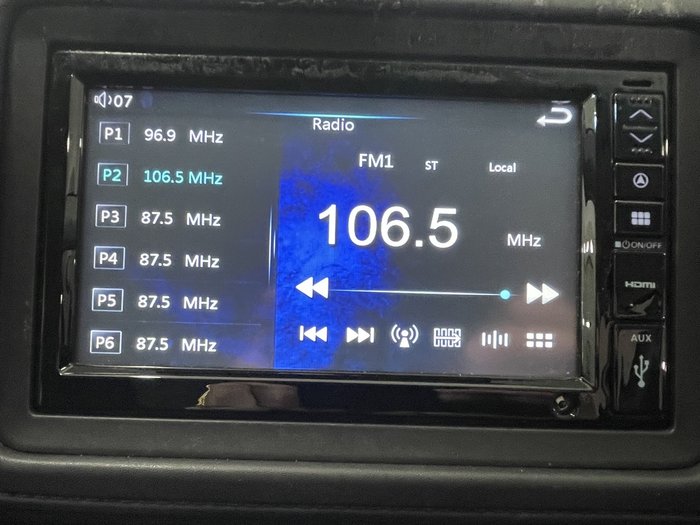 07
Radio
P1 96.9 MHz
FM1 ST Local
P2 106.5 MHz
106.5 MHz
P3 87.5 MHz
P4 87.5 MHz
P5 87.5 MHz
P6 87.5 MHz
ON/OFF
HDMI
AUX